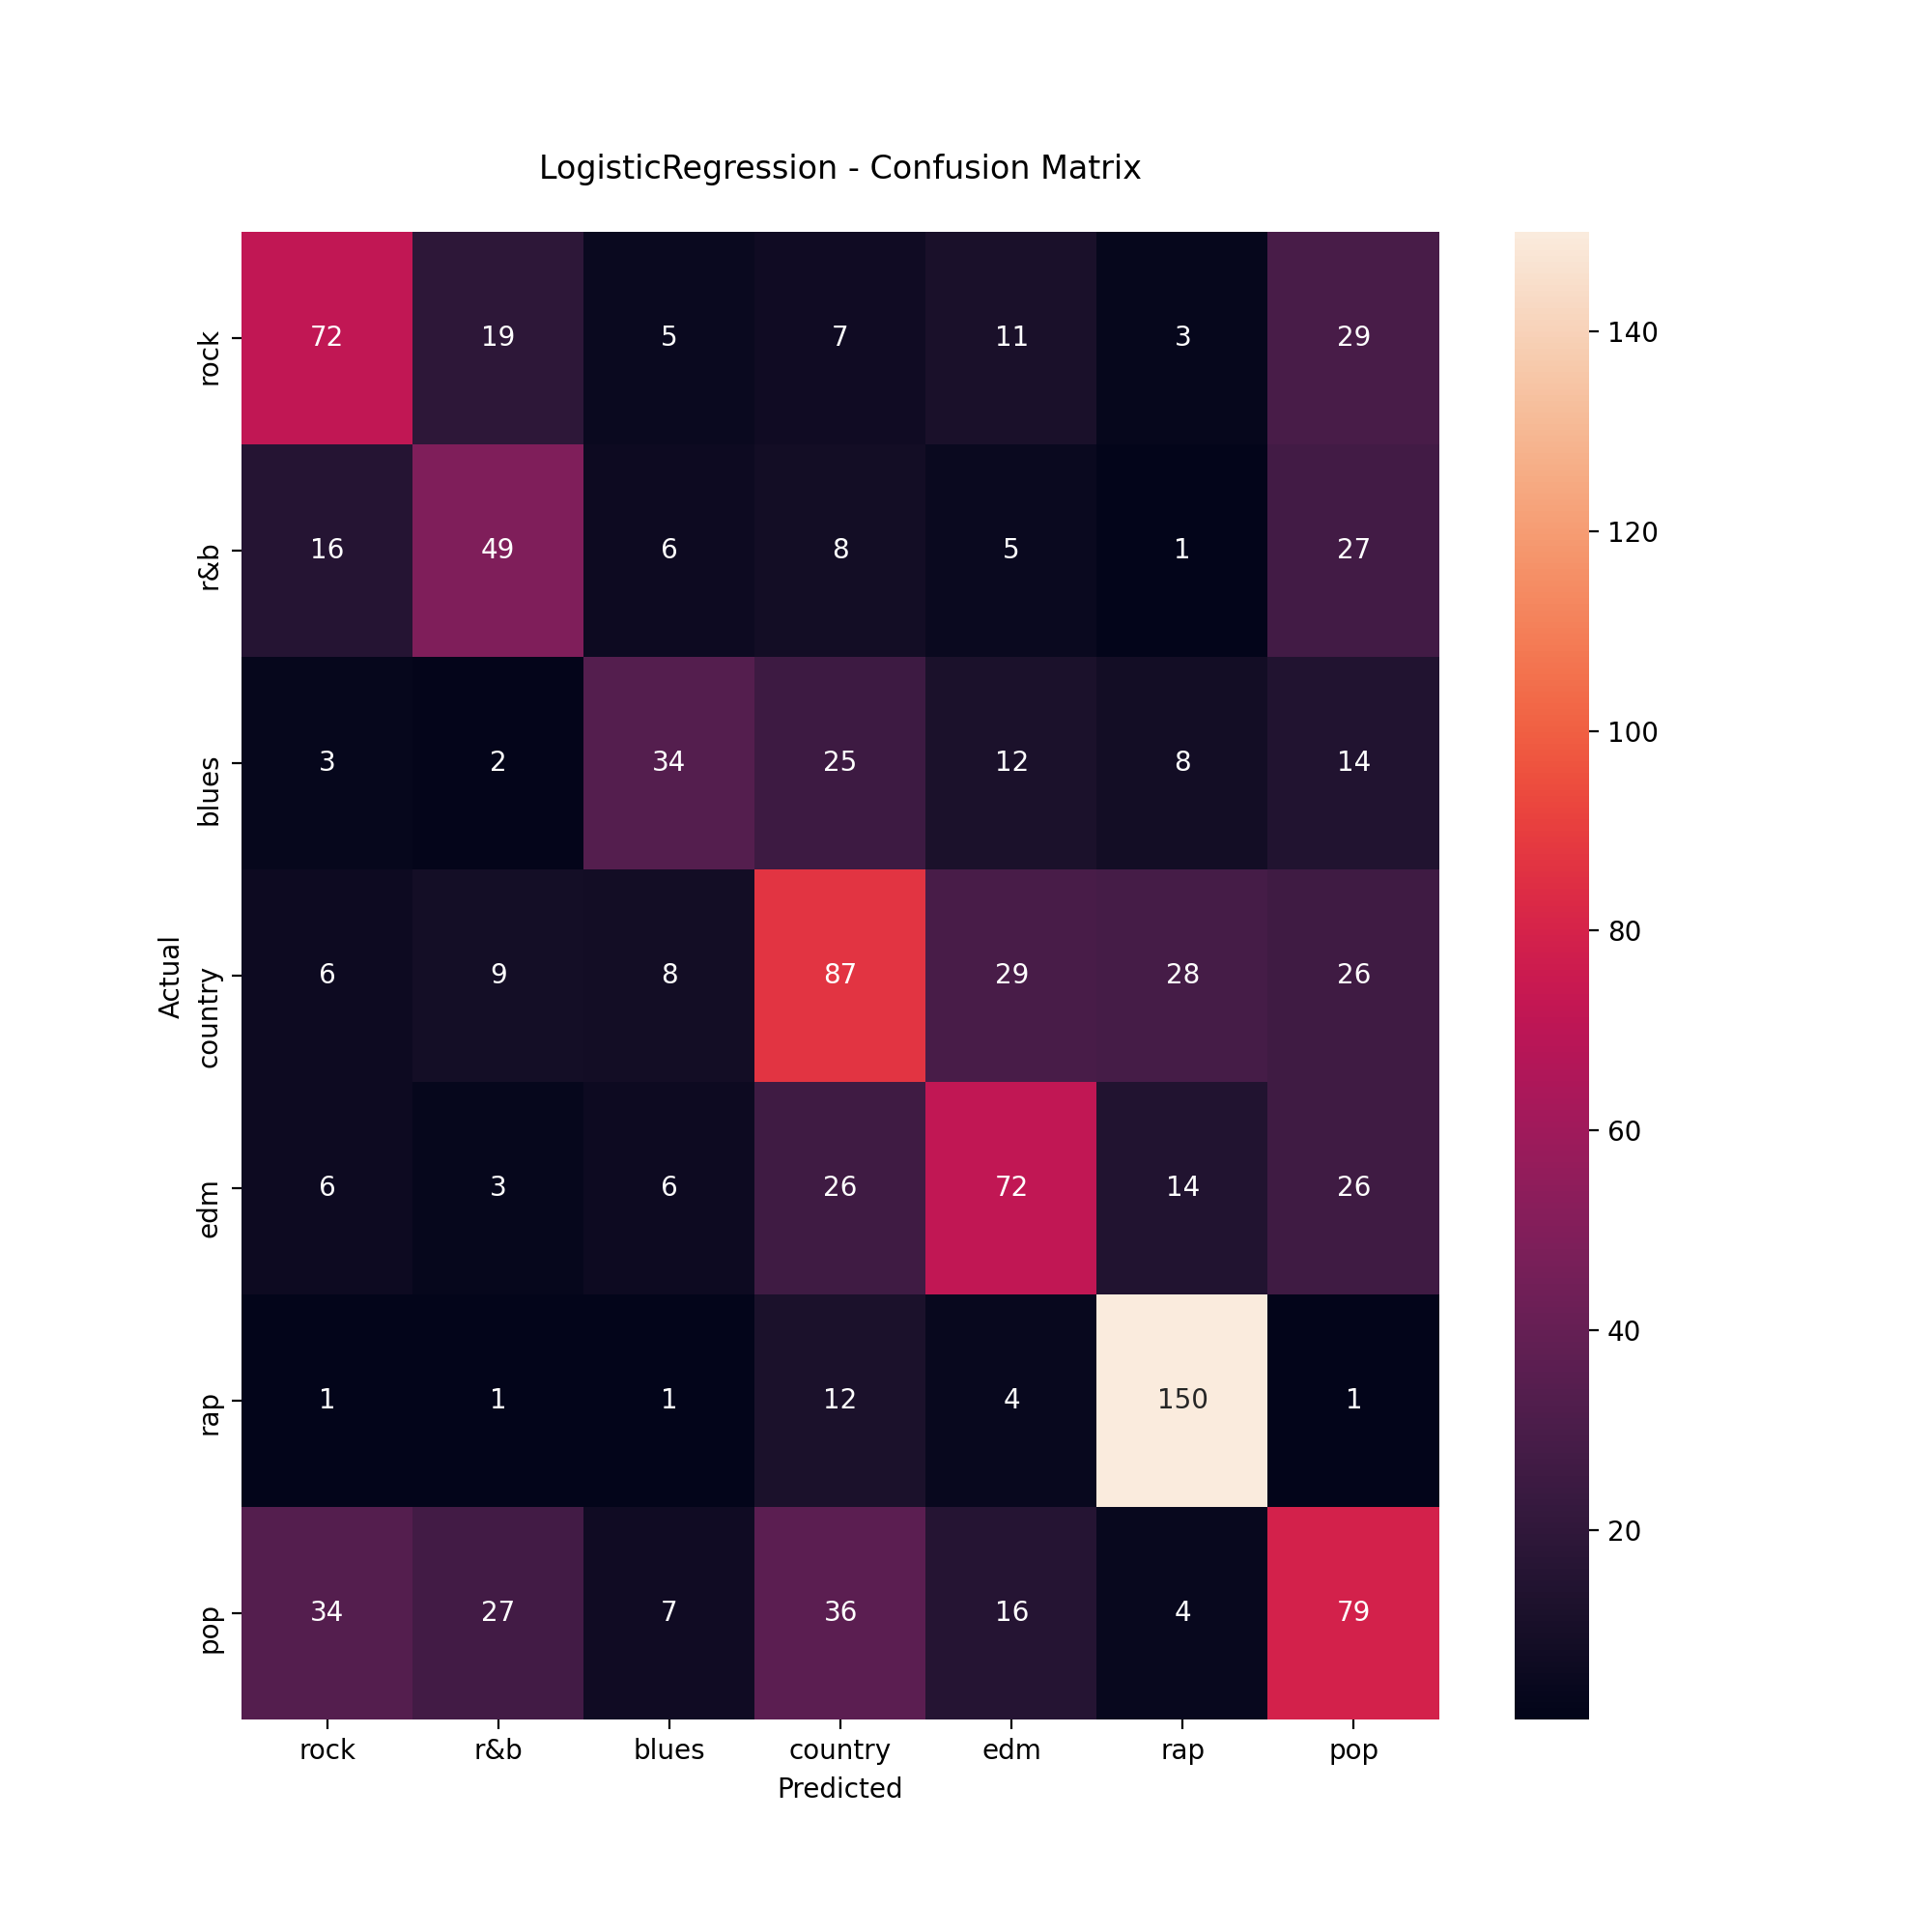 LogisticRegression - Confusion Matrix
rock 72 19 5 7 11 3 29
r&b 16 49 6 8 5 1 27
blues 3 2 34 25 12 8 14
Actual
country 6 9 8 87 29 28 26
edm 6 3 6 26 72 14 26
rap 1 1 1 12 4 150 1
pop 34 27 7 36 16 4 79
rock r&b blues country edm rap pop
Predicted
140
120
100
80
60
40
20